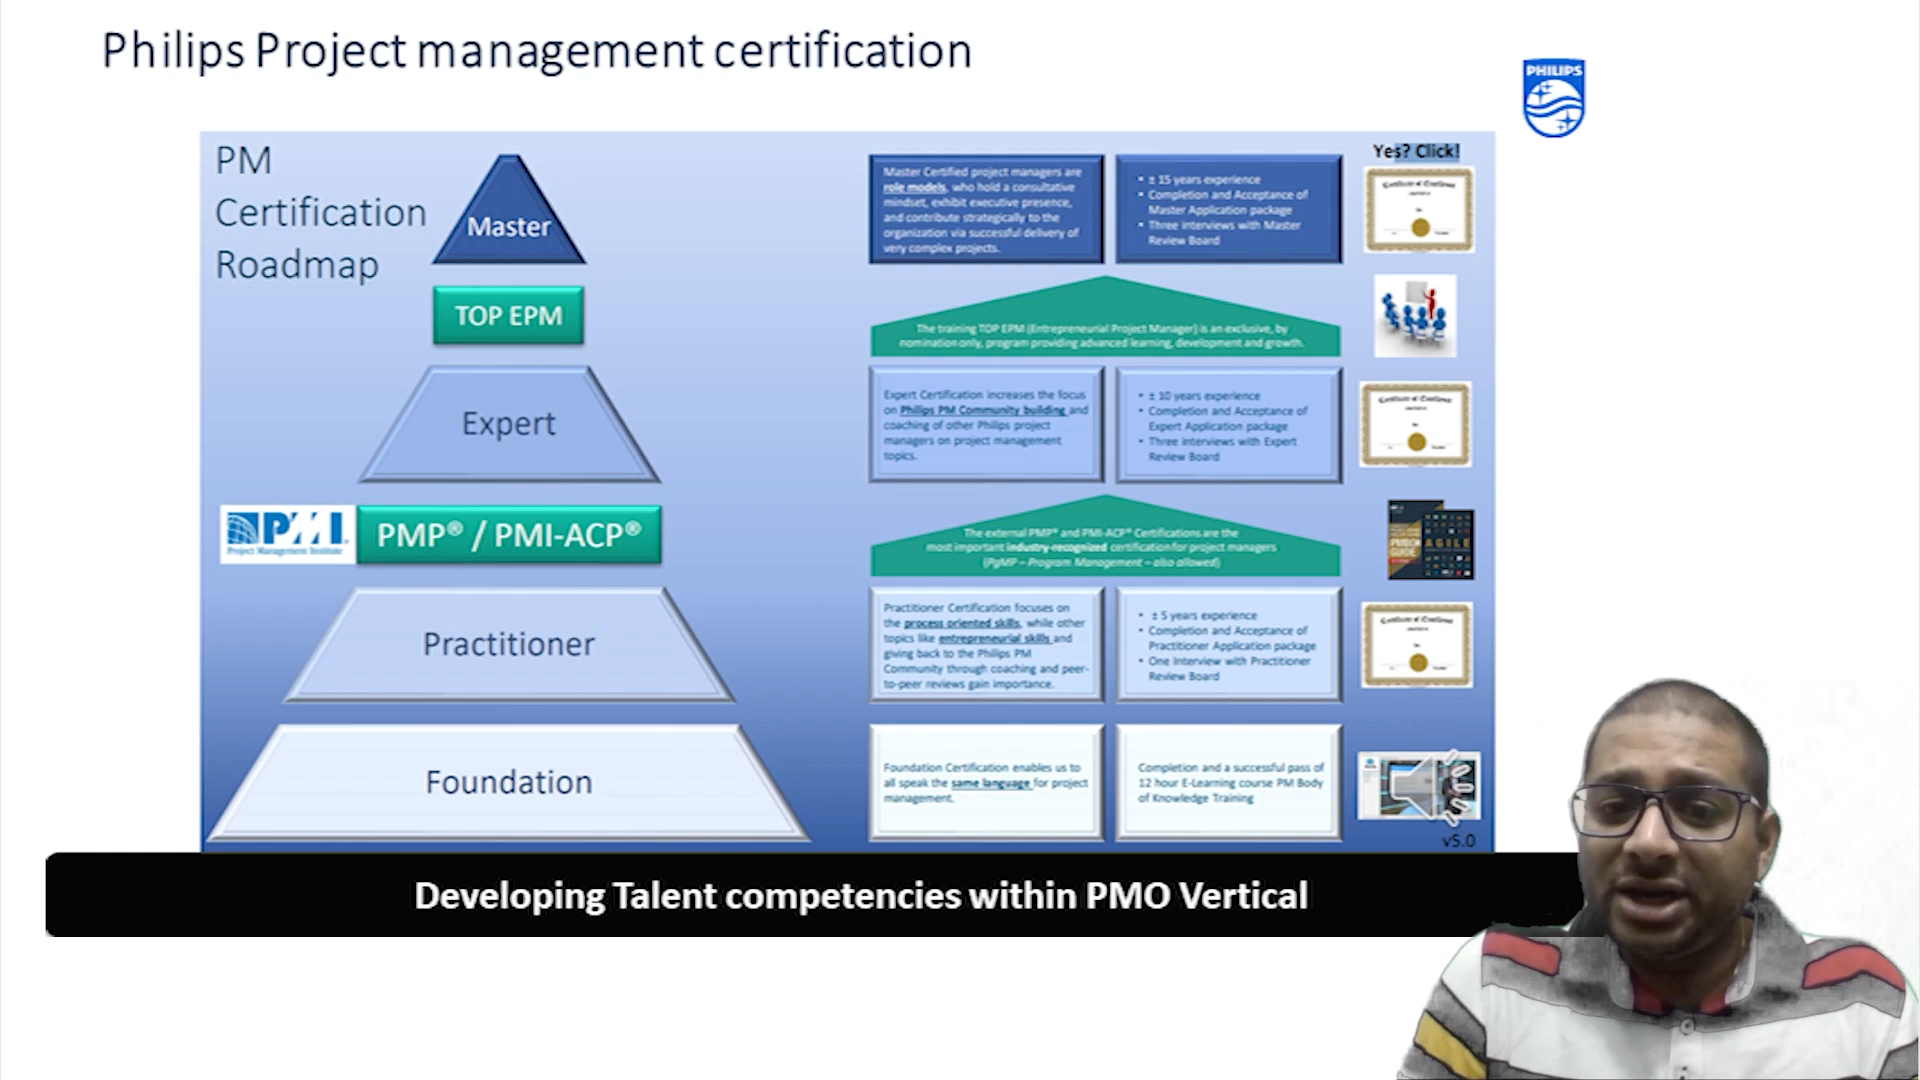 Philips Project management certification
PHILIPS
PM
Certification
Roadmap
Master
Master Certified project managers are
role models, who hold a consultative
mindset, exhibit executive presence,
and contribute strategically to the
organization via successful delivery of
very complex projects.
• ± 15 years experience
• Completion and Acceptance of
Master Application package
• Three interviews with Master
Review Board
Yes? Click!
TOP EPM
The training TOP EPM (Entrepreneurial Project Manager) is an exclusive, by
nomination only, program providing advanced learning, development and growth.
Expert
Expert Certification increases the focus
on Philips PM Community building and
coaching of other Philips project
managers on project management
topics.
• ± 10 years experience
• Completion and Acceptance of
Expert Application package
• Three interviews with Expert
Review Board
PMI
Project Management Institute
PMP® / PMI-ACP®
The external PMP® and PMI-ACP® Certifications are the
most important industry-recognized certification for project managers
(PgMP – Program Management – also allowed)
GUIDE
AGILE
Practitioner
Practitioner Certification focuses on
the process oriented skills, while other
topics like entrepreneurial skills and
giving back to the Philips PM
Community through coaching and peer-
to-peer reviews gain importance.
• ± 5 years experience
• Completion and Acceptance of
Practitioner Application package
• One Interview with Practitioner
Review Board
Foundation
Foundation Certification enables us to
all speak the same language for project
management.
Completion and a successful pass of
12 hour E-Learning course PM Body
of Knowledge Training
v5.0
Developing Talent competencies within PMO Vertical